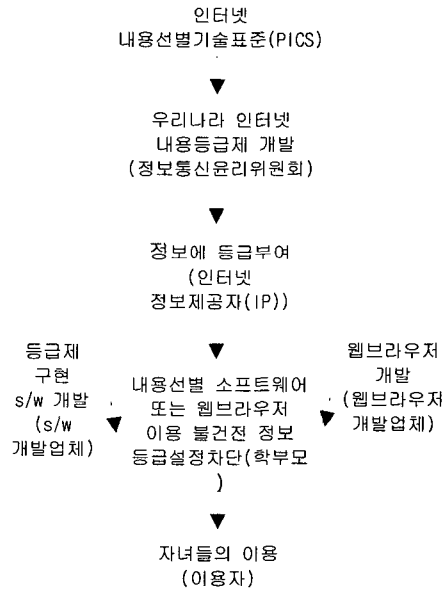 인터넷
내용선별기술표준(PICS)
우리나라 인터넷
내용등급제 개발
(정보통신윤리위원회)
정보에 등급부여
(인터넷
정보제공자(IP))
등급제
구현
s/w 개발
(s/w
개발업체)
내용선별 소프트웨어
또는 웹브라우저
이용 불건전 정보
등급설정차단(학부모
)
웹브라우저
개발
(웹브라우저
개발업체)
자녀들의 이용
(이용자)